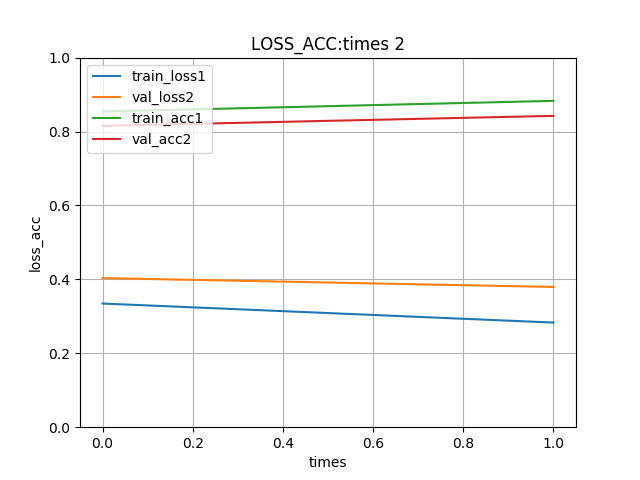 LOSS_ACC:times 2
train_loss1
val_loss2
train_acc1
val_acc2
loss_acc
1.0
0.8
0.6
0.4
0.2
0.0
0.0 0.2 0.4 0.6 0.8 1.0
times